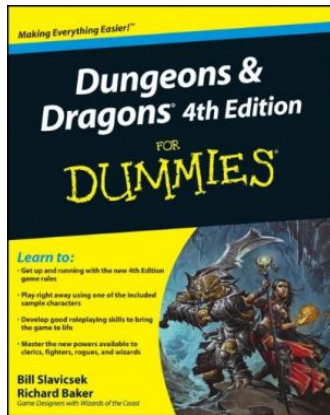 Making Everything Easier!™
Dungeons &
Dragons® 4th Edition
FOR
DUMMIES®
Learn to:
• Get up and running with the new 4th Edition
game rules
• Play right away using one of the included
sample characters
• Develop good roleplaying skills to bring
the game to life
• Master the new powers available to
clerics, fighters, rogues, and wizards
Bill Slavicsek
Richard Baker
Game Designers with Wizards of the Coast